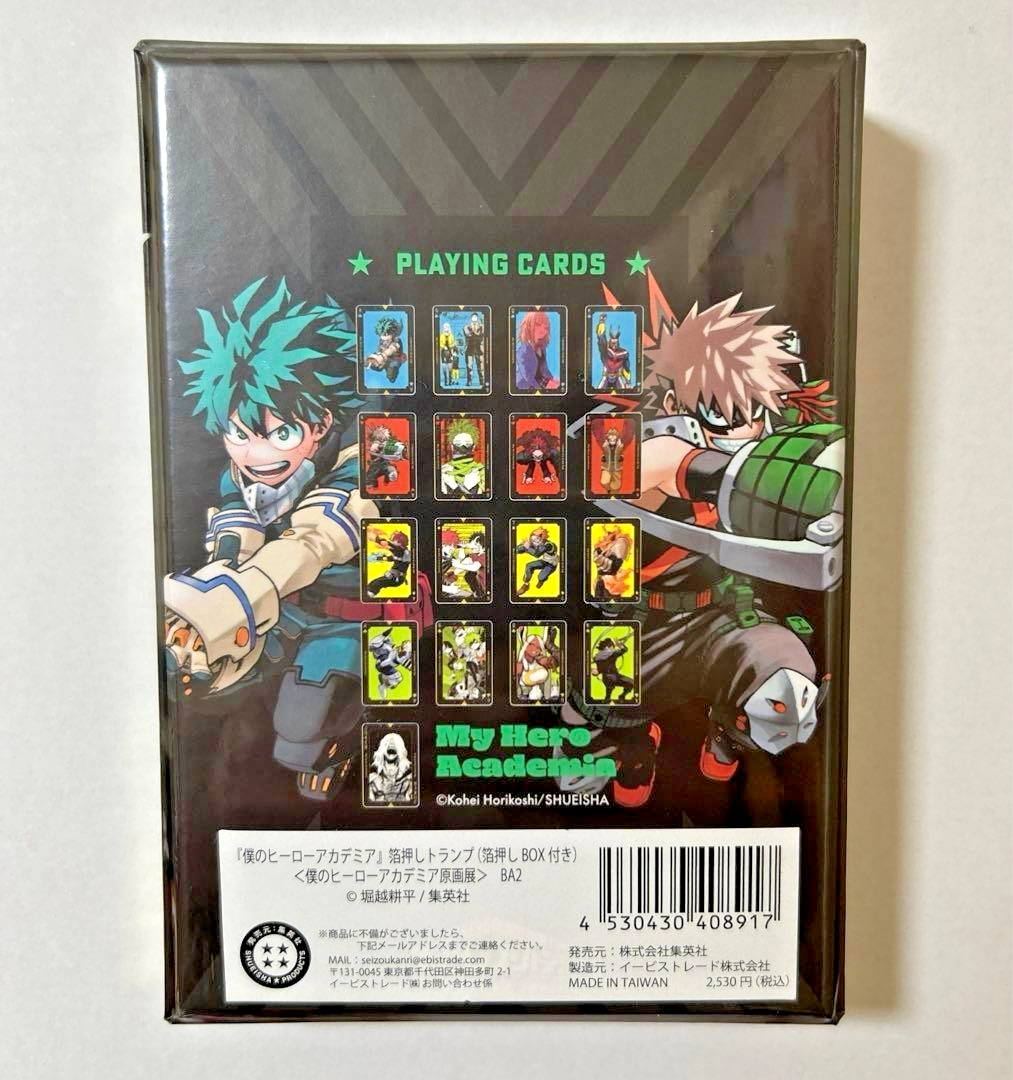 ★ PLAYING CARDS ★
My Hero
Academia
©Kohei Horikoshi/SHUEISHA
『僕のヒーローアカデミア』箔押しトランプ(箔押しBOX付き)
<僕のヒーローアカデミア原画展> BA2
© 堀越耕平 / 集英社
4 530430 408917
発売元:集英社
SHUEISHA ★ PRODUCTS
※商品に不備がございましたら、
下記メールアドレスまでご連絡ください。
MAIL : seizoukanri@ebistrade.com
〒131-0045 東京都千代田区神田多町 2-1
イービストレード㈱ お問い合わせ係
発売元:株式会社集英社
製造元:イービストレード株式会社
MADE IN TAIWAN 2,530 円 (税込)